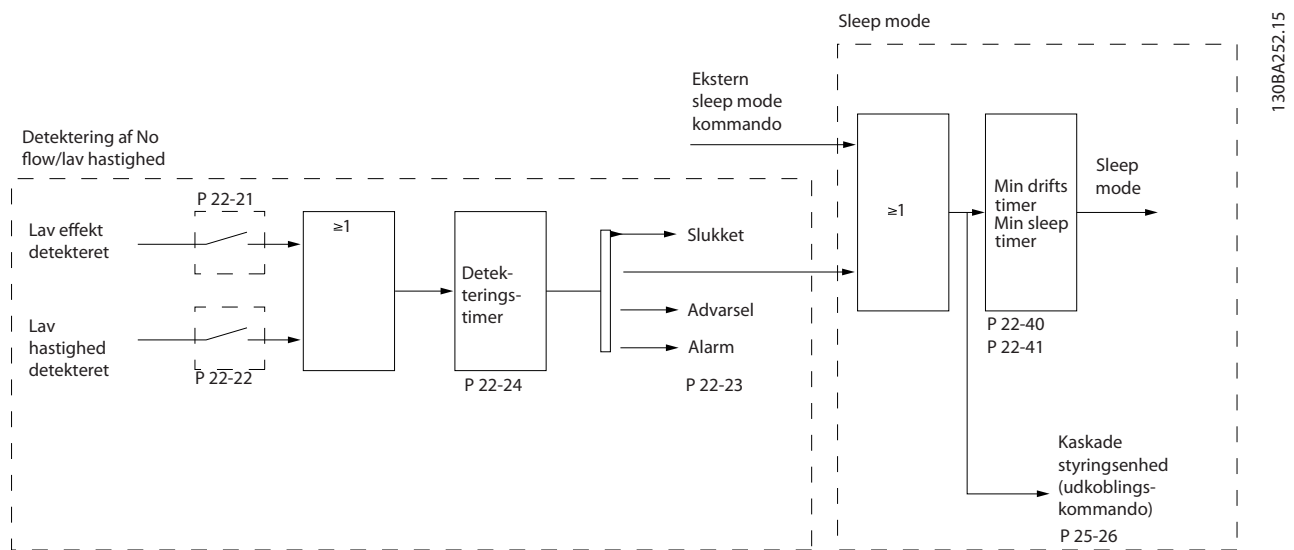 Sleep mode
130BA252.15
Ekstern
sleep mode
kommando
Detektering af No
flow/lav hastighed
P 22-21
Lav effekt
detekteret
≥1
Lav
hastighed
detekteret
P 22-22
Detek-
terings-
timer
P 22-24
Slukket
Advarsel
Alarm
P 22-23
≥1
Min drifts
timer
Min sleep
timer
P 22-40
P 22-41
Sleep
mode
Kaskade
styringsenhed
(udkoblings-
kommando)
P 25-26